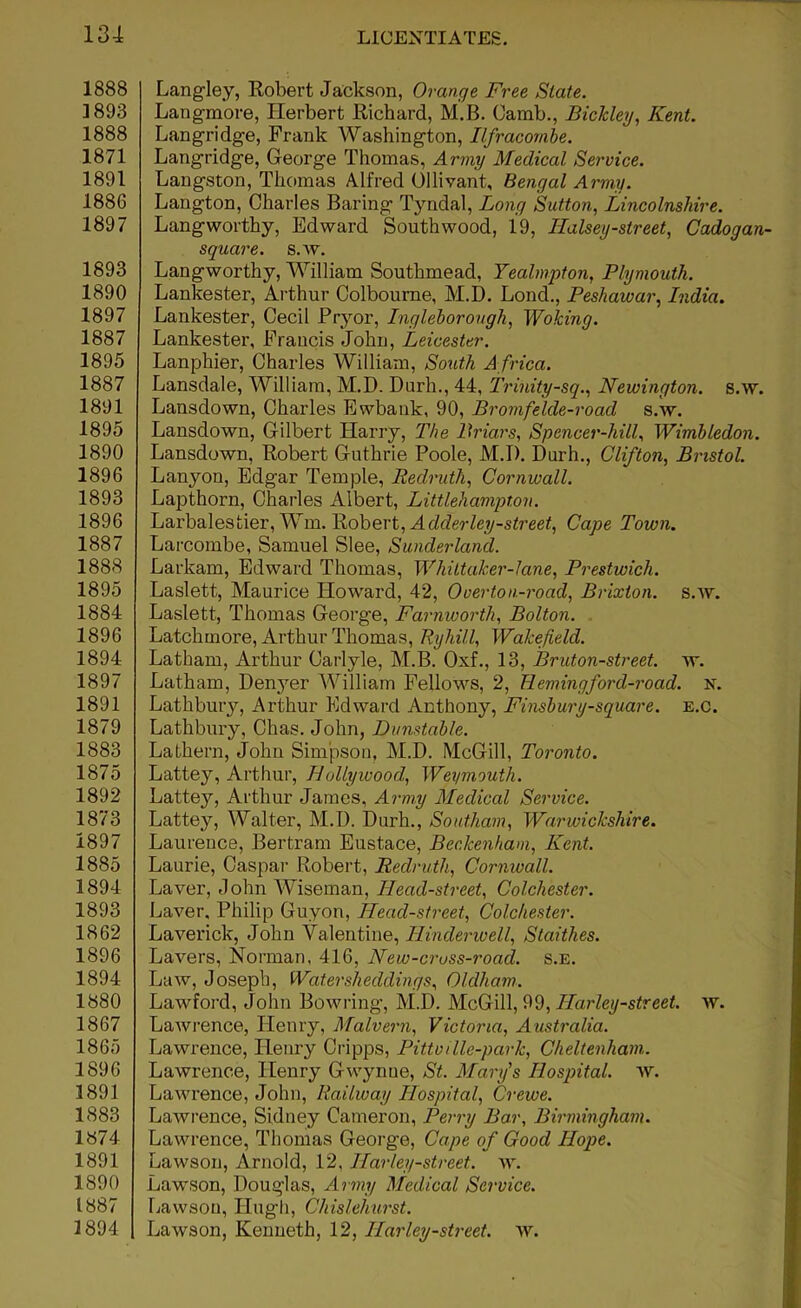 134 LICENTIATES.
1888 Langley, Robert Jackson, Orange Free State.
1893 Langmore, Herbert Richard, M.B. Camb., Bickley, Kent.
1888 Langridge, Frank Washington, Ilfracombe.
1871 Langridge, George Thomas, Army Medical Service.
1891 Langston, Thomas Alfred Ollivant, Bengal Army.
1886 Langton, Charles Baring Tyndal, Long Sutton, Lincolnshire.
1897 Langworthy, Edward Southwood, 19, Halsey-street, Cadogan-
square. S.W.
1893 Langworthy, William Southmead, Yealmpton, Plymouth.
1890 Lankester, Arthur Colbourne, M.D. Lond., Peshawar, India.
1897 Lankester, Cecil Pryor, Ingleborough, Woking.
1887 Lankester, Francis John, Leicester.
1895 Lanphier, Charles William, South Africa.
1887 Lansdale, William, M.D. Durh., 44, Trinity-sq., Newington. S.W.
1891 Lansdown, Charles Ewbank, 90, Bromfelde-road S.W.
1895 Lansdown, Gilbert Harry, The Briars, Spencer-hill, Wimbledon.
1890 Lansdown, Robert Guthrie Poole, M.D. Durh., Clifton, Bristol.
1896 Lanyon, Edgar Temple, Redruth, Cornwall.
1893 Lapthorn, Charles Albert, Littlehampton.
1896 Larbalestier, Wm. Robert, Adderley-street, Cape Town.
1887 Larcombe, Samuel Slee, Sunderland.
1888 Larkam, Edward Thomas, Whittaker-lane, Prestwich.
1895 Laslett, Maurice Howard, 42, Overton-road, Brixton. S.W.
1884 Laslett, Thomas George, Farnworth, Bolton.
1896 Latchmore, Arthur Thomas, Ryhill, Wakefield.
1894 Latham, Arthur Carlyle, M.B. Oxf., 13, Bruton-street. W.
1897 Latham, Denyer William Fellows, 2, Hemingford-road. N.
1891 Lathbury, Arthur Edward Anthony, Finsbury-square. E.C.
1879 Lathbury, Chas. John, Dunstable.
1883 Lathern, John Simpson, M.D. McGill, Toronto.
1875 Lattey, Arthur, Hollywood, Weymouth.
1892 Lattey, Arthur James, Army Medical Service.
1873 Lattey, Walter, M.D. Durh., Southam, Warwickshire.
1897 Laurence, Bertram Eustace, Beckenham, Kent.
1885 Laurie, Caspar Robert, Redruth, Cornwall.
1894 Laver, John Wiseman, Head-street, Colchester.
1893 Laver, Philip Guyon, Head-street, Colchester.
1862 Laverick, John Valentine, Hinderwell, Staithes.
1896 Lavers, Norman, 416, New-cross-road. S.E.
1894 Law, Joseph, Watersheddings, Oldham.
1880 Lawford, John Bowring, M.D. McGill, 99, Harley-street. W.
1867 Lawrence, Henry, Malvern, Victoria, Australia.
1865 Lawrence, Henry Cripps, Pittville-park, Cheltenham.
1896 Lawrence, Henry Gwynne, St. Mary's Hospital. W.
1891 Lawrence, John, Railway Hospital, Crewe.
1883 Lawrence, Sidney Cameron, Perry Bar, Birmingham.
1874 Lawrence, Thomas George, Cape of Good Hope.
1891 Lawson, Arnold, 12, Harley-street. W.
1890 Lawson, Douglas, Army Medical Service.
1887 Lawson, Hugh, Chislehurst.
1894 Lawson, Kenneth, 12, Harley-street. W.